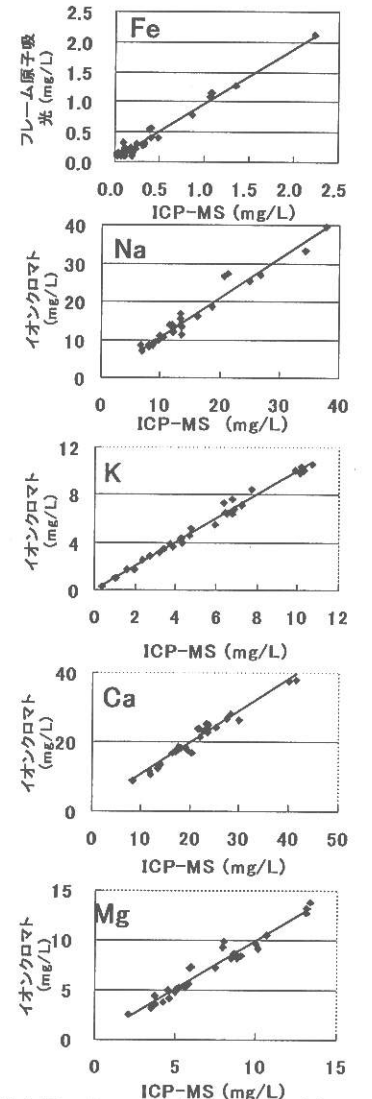 Fe
フレーム原子吸
光 (mg/L)
2.5
2.0
1.5
1.0
0.5
0.0
0.0 0.5 1.0 1.5 2.0 2.5
ICP-MS (mg/L)
Na
イオンクロマト
(mg/L)
40
30
20
10
0
0 10 20 30 40
ICP-MS (mg/L)
K
イオンクロマト
(mg/L)
12
8
4
0
0 2 4 6 8 10 12
ICP-MS (mg/L)
Ca
イオンクロマト
(mg/L)
40
20
0
0 10 20 30 40 50
ICP-MS (mg/L)
Mg
イオンクロマト
(mg/L)
15
10
5
0
0 5 10 15
ICP-MS (mg/L)